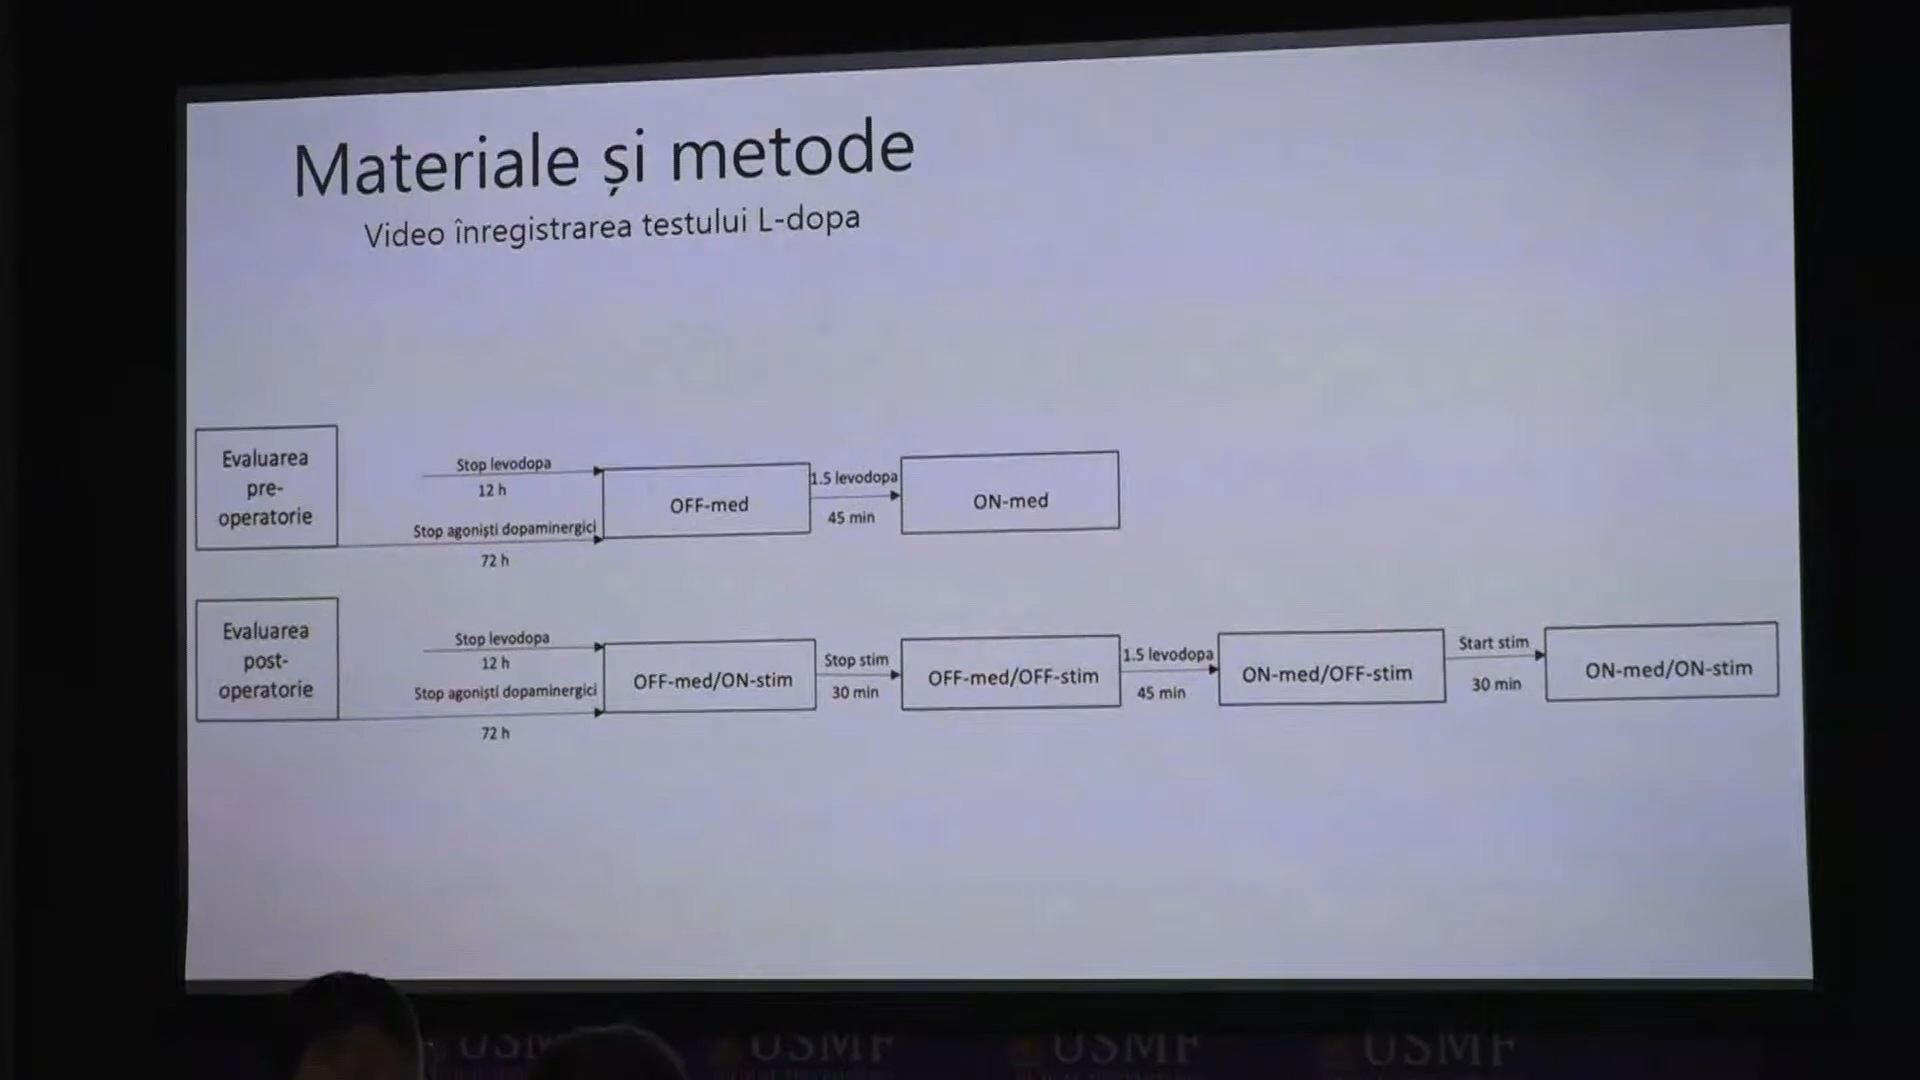 Materiale și metode
Video înregistrarea testului L-dopa
Evaluarea
pre-
operatorie
Stop levodopa
12 h
Stop agoniști dopaminergici
72 h
OFF-med
1.5 levodopa
45 min
ON-med
Evaluarea
post-
operatorie
Stop levodopa
12 h
Stop agoniști dopaminergici
72 h
OFF-med/ON-stim
Stop stim
30 min
OFF-med/OFF-stim
1.5 levodopa
45 min
ON-med/OFF-stim
Start stim
30 min
ON-med/ON-stim
USMF
USMF
USMF